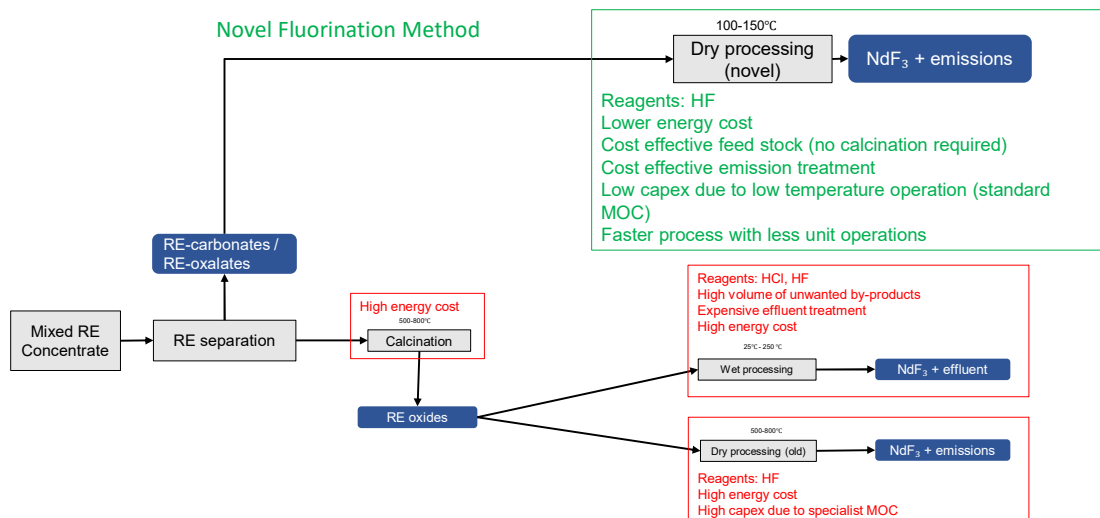 Novel Fluorination Method
100-150℃
Dry processing
(novel)
NdF₃ + emissions
Reagents: HF
Lower energy cost
Cost effective feed stock (no calcination required)
Cost effective emission treatment
Low capex due to low temperature operation (standard
MOC)
Faster process with less unit operations
RE-carbonates /
RE-oxalates
Mixed RE
Concentrate
RE separation
High energy cost
500-800℃
Calcination
RE oxides
Reagents: HCl, HF
High volume of unwanted by-products
Expensive effluent treatment
High energy cost
25℃- 250 ℃
Wet processing
NdF₃ + effluent
500-800℃
Dry processing (old)
NdF₃ + emissions
Reagents: HF
High energy cost
High capex due to specialist MOC